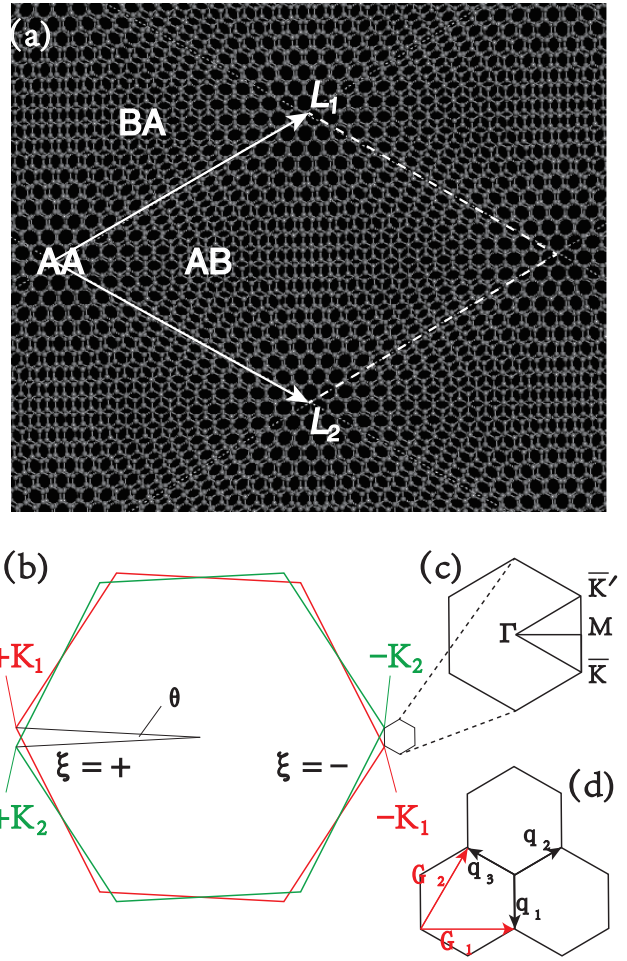 (a)
BA
L1
AA
AB
L2
(b)
+K1
−K2
θ
ξ = +
ξ = −
+K2
−K1
(c)
K̅′
Γ
M
K̅
(d)
q2
G2
q3
q1
G1